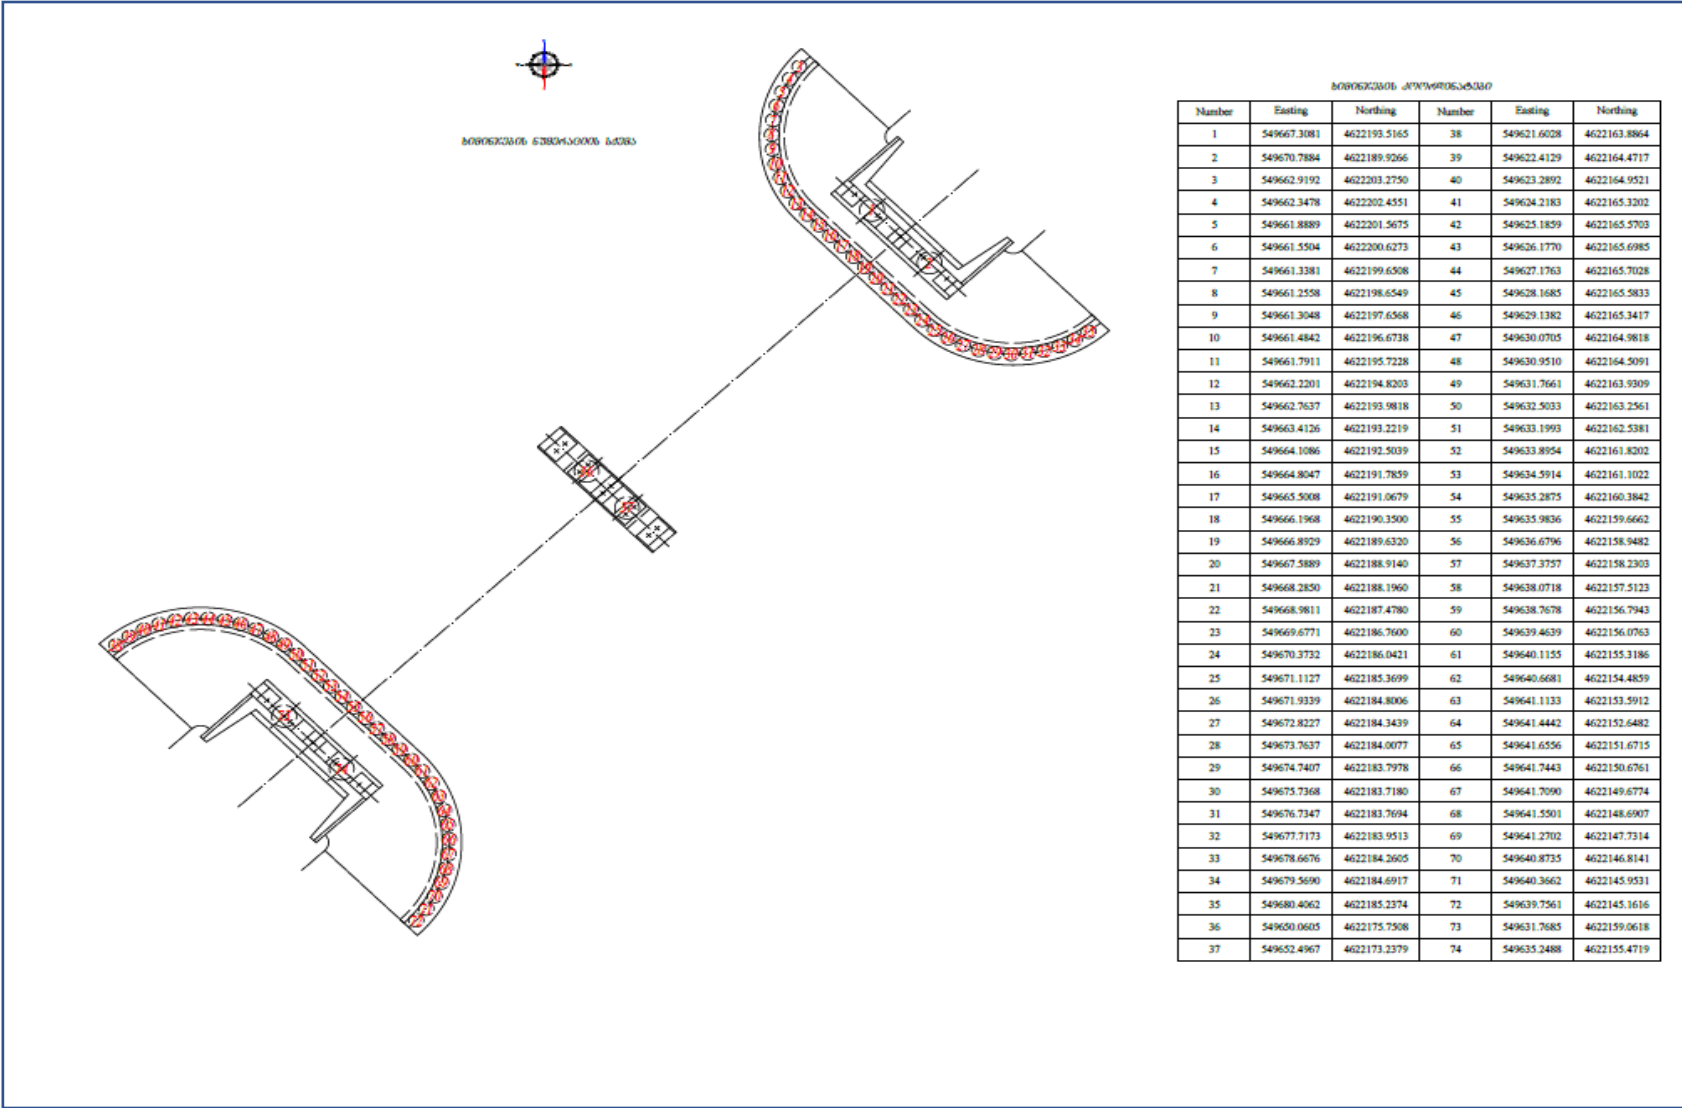 ხიმინჯების კოორდინატები
ხიმინჯების ნუმერაციის სქემა
Number Easting Northing Number Easting Northing
1 549667.3081 4622193.5165 38 549621.6028 4622163.8864
2 549670.7884 4622189.9266 39 549622.4129 4622164.4717
3 549662.9192 4622203.2750 40 549623.2892 4622164.9521
4 549662.3478 4622202.4551 41 549624.2183 4622165.3202
5 549661.8889 4622201.5675 42 549625.1859 4622165.5703
6 549661.5504 4622200.6273 43 549626.1770 4622165.6985
7 549661.3381 4622199.6508 44 549627.1763 4622165.7028
8 549661.2558 4622198.6549 45 549628.1685 4622165.5833
9 549661.3048 4622197.6568 46 549629.1382 4622165.3417
10 549661.4842 4622196.6738 47 549630.0705 4622164.9818
11 549661.7911 4622195.7228 48 549630.9510 4622164.5091
12 549662.2201 4622194.8203 49 549631.7661 4622163.9309
13 549662.7637 4622193.9818 50 549632.5033 4622163.2561
14 549663.4126 4622193.2219 51 549633.1993 4622162.5381
15 549664.1086 4622192.5039 52 549633.8954 4622161.8202
16 549664.8047 4622191.7859 53 549634.5914 4622161.1022
17 549665.5008 4622191.0679 54 549635.2875 4622160.3842
18 549666.1968 4622190.3500 55 549635.9836 4622159.6662
19 549666.8929 4622189.6320 56 549636.6796 4622158.9482
20 549667.5889 4622188.9140 57 549637.3757 4622158.2303
21 549668.2850 4622188.1960 58 549638.0718 4622157.5123
22 549668.9811 4622187.4780 59 549638.7678 4622156.7943
23 549669.6771 4622186.7600 60 549639.4639 4622156.0763
24 549670.3732 4622186.0421 61 549640.1155 4622155.3186
25 549671.1127 4622185.3699 62 549640.6681 4622154.4859
26 549671.9339 4622184.8006 63 549641.1133 4622153.5912
27 549672.8227 4622184.3439 64 549641.4442 4622152.6482
28 549673.7637 4622184.0077 65 549641.6556 4622151.6715
29 549674.7407 4622183.7978 66 549641.7443 4622150.6761
30 549675.7368 4622183.7180 67 549641.7090 4622149.6774
31 549676.7347 4622183.7694 68 549641.5501 4622148.6907
32 549677.7173 4622183.9513 69 549641.2702 4622147.7314
33 549678.6676 4622184.2605 70 549640.8735 4622146.8141
34 549679.5690 4622184.6917 71 549640.3662 4622145.9531
35 549680.4062 4622185.2374 72 549639.7561 4622145.1616
36 549650.0605 4622175.7508 73 549631.7685 4622159.0618
37 549652.4967 4622173.2379 74 549635.2488 4622155.4719